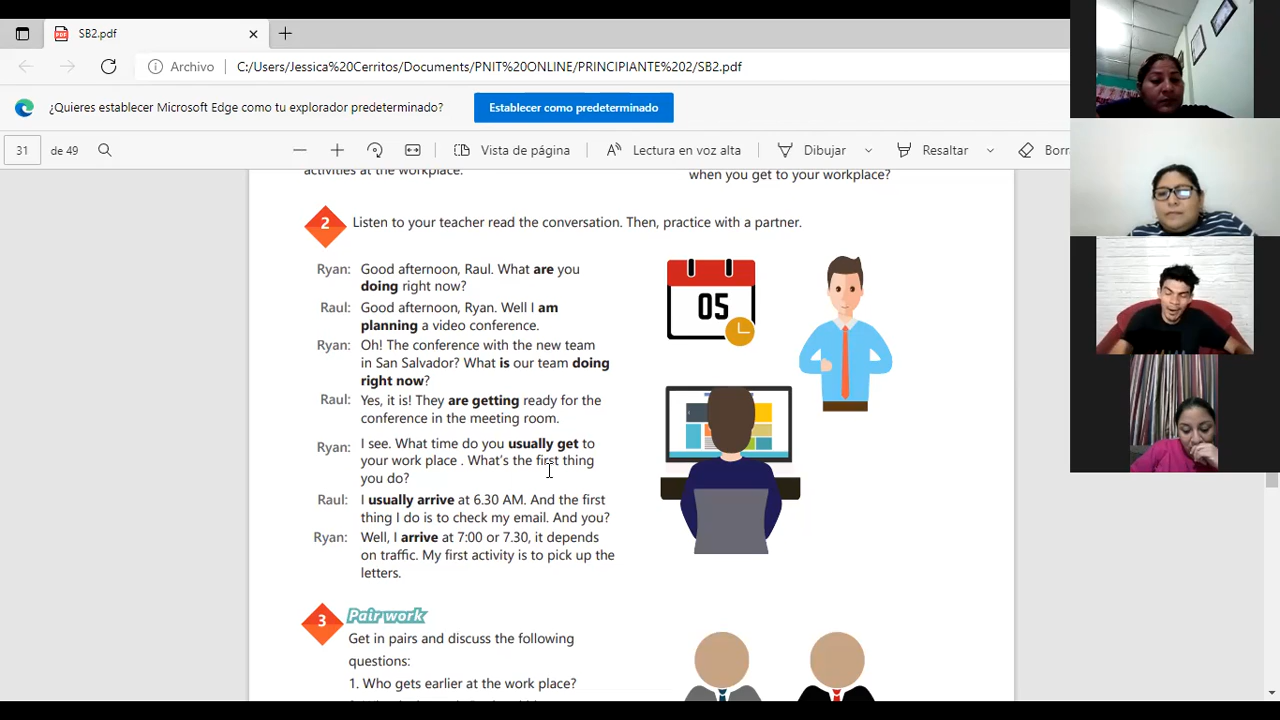 SB2.pdf
Archivo
C:/Users/Jessica%20Cerritos/Documents/PNIT%20ONLINE/PRINCIPIANTE%202/SB2.pdf
¿Quieres establecer Microsoft Edge como tu explorador predeterminado?
Establecer como predeterminado
31 de 49
Vista de página
Lectura en voz alta
Dibujar
Resaltar
Borr
activities at the workplace.
when you get to your workplace?
2 Listen to your teacher read the conversation. Then, practice with a partner.
Ryan: Good afternoon, Raul. What are you
doing right now?
Raul: Good afternoon, Ryan. Well I am
planning a video conference.
Ryan: Oh! The conference with the new team
in San Salvador? What is our team doing
right now?
Raul: Yes, it is! They are getting ready for the
conference in the meeting room.
Ryan: I see. What time do you usually get to
your work place . What's the first thing
you do?
Raul: I usually arrive at 6.30 AM. And the first
thing I do is to check my email. And you?
Ryan: Well, I arrive at 7:00 or 7.30, it depends
on traffic. My first activity is to pick up the
letters.
05
3 Pair work
Get in pairs and discuss the following
questions:
1. Who gets earlier at the work place?